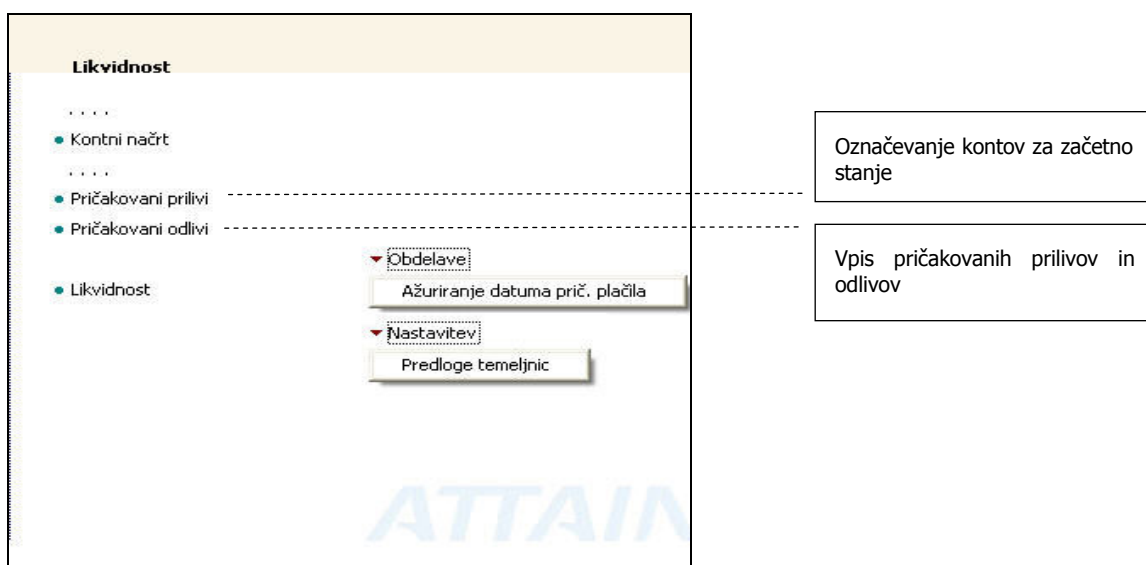 Likvidnost
. . . .
Kontni načrt
. . . .
Pričakovani prilivi
Pričakovani odlivi
Obdelave
Likvidnost
Ažuriranje datuma prič. plačila
Nastavitev
Predloge temeljnic
ATTAIN
Označevanje kontov za začetno
stanje
Vpis pričakovanih prilivov in
odlivov